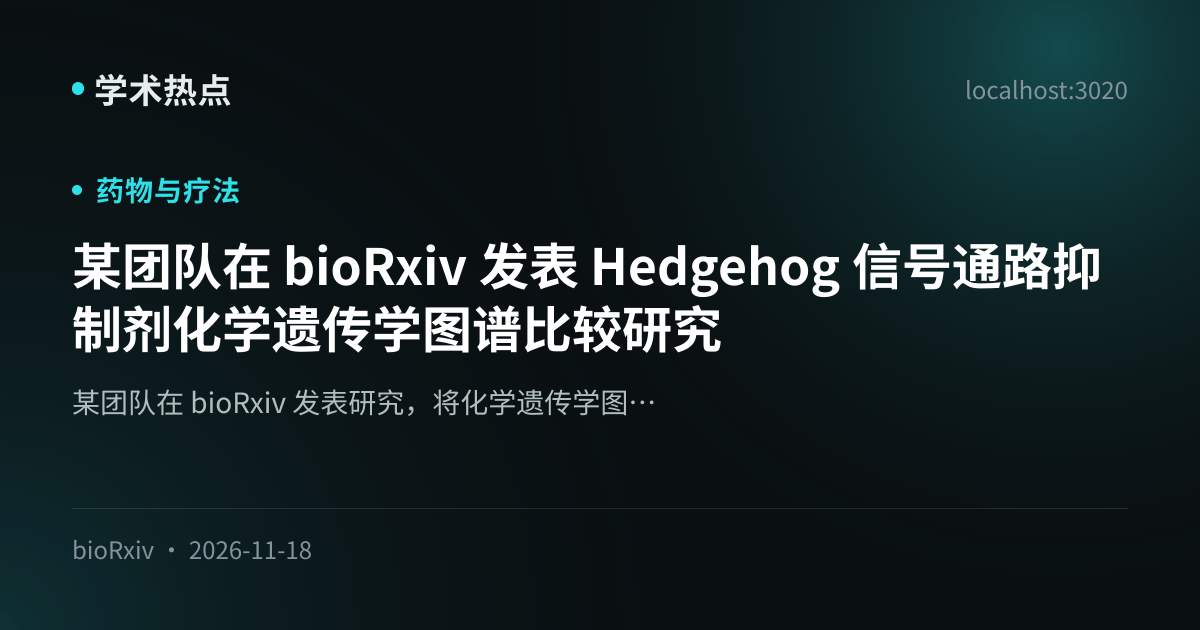 学术热点
localhost:3020
药物与疗法
某团队在 bioRxiv 发表 Hedgehog 信号通路抑
制剂化学遗传学图谱比较研究
某团队在 bioRxiv 发表研究，将化学遗传学图…
bioRxiv · 2026-11-18